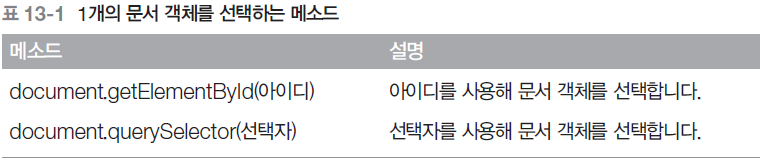 표 13-1 1개의 문서 객체를 선택하는 메소드
메소드 설명
document.getElementById(아이디) 아이디를 사용해 문서 객체를 선택합니다.
document.querySelector(선택자) 선택자를 사용해 문서 객체를 선택합니다.